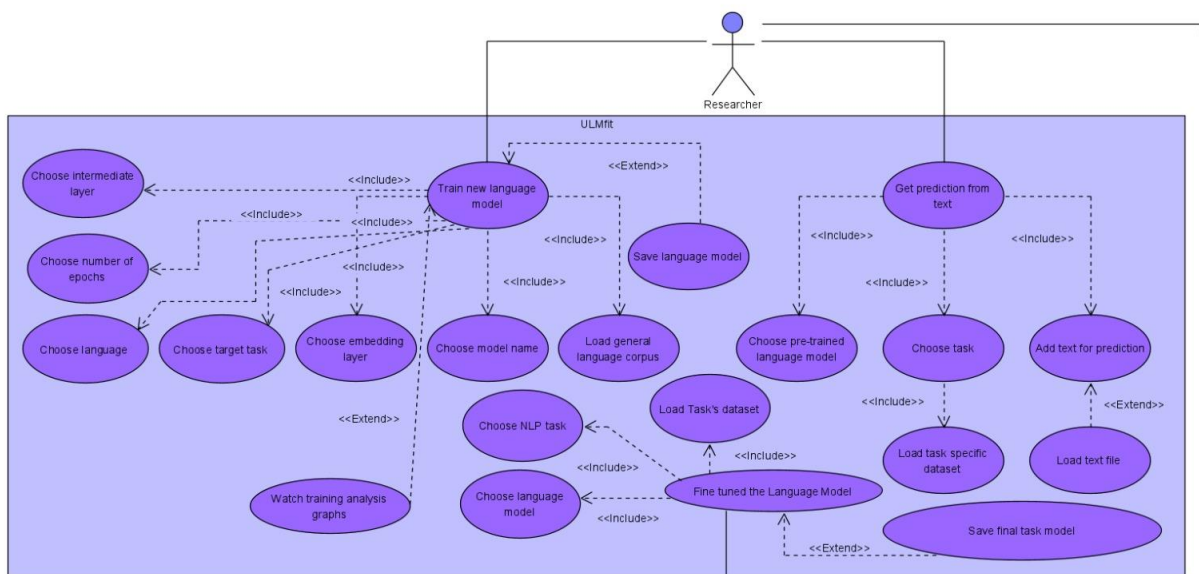 Researcher
ULMfit
Choose intermediate
layer
<<Include>>
Train new language
model
<<Extend>>
Get prediction from
text
<<Include>>
<<Include>>
Choose number of
epochs
<<Include>>
<<Include>>
<<Include>>
Save language model
<<Include>>
<<Include>>
<<Include>>
<<Include>>
<<Include>>
Choose language
Choose target task
Choose embedding
layer
Choose model name
Load general
language corpus
Choose pre-trained
language model
Choose task
Add text for prediction
<<Extend>>
Choose NLP task
Load Task's dataset
<<Include>>
<<Extend>>
<<Include>>
<<Include>>
Load task specific
dataset
Load text file
Watch training analysis
graphs
Choose language
model
<<Include>>
Fine tuned the Language Model
Save final task model
<<Extend>>